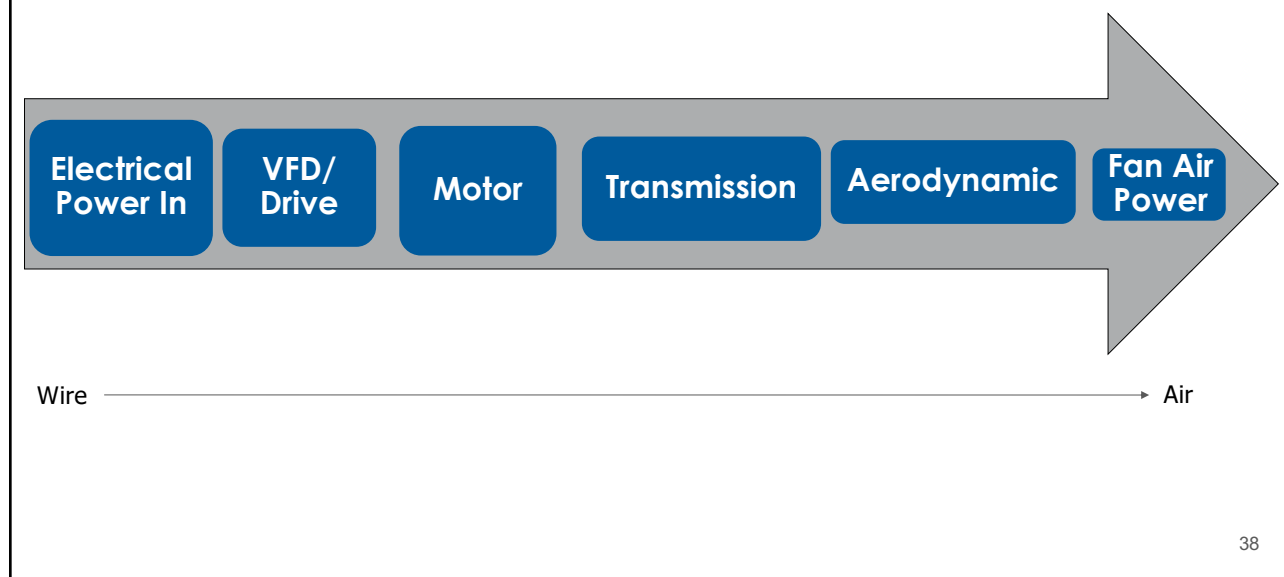 Electrical
Power In
VFD/
Drive
Motor
Transmission
Aerodynamic
Fan Air
Power
Wire
Air
38